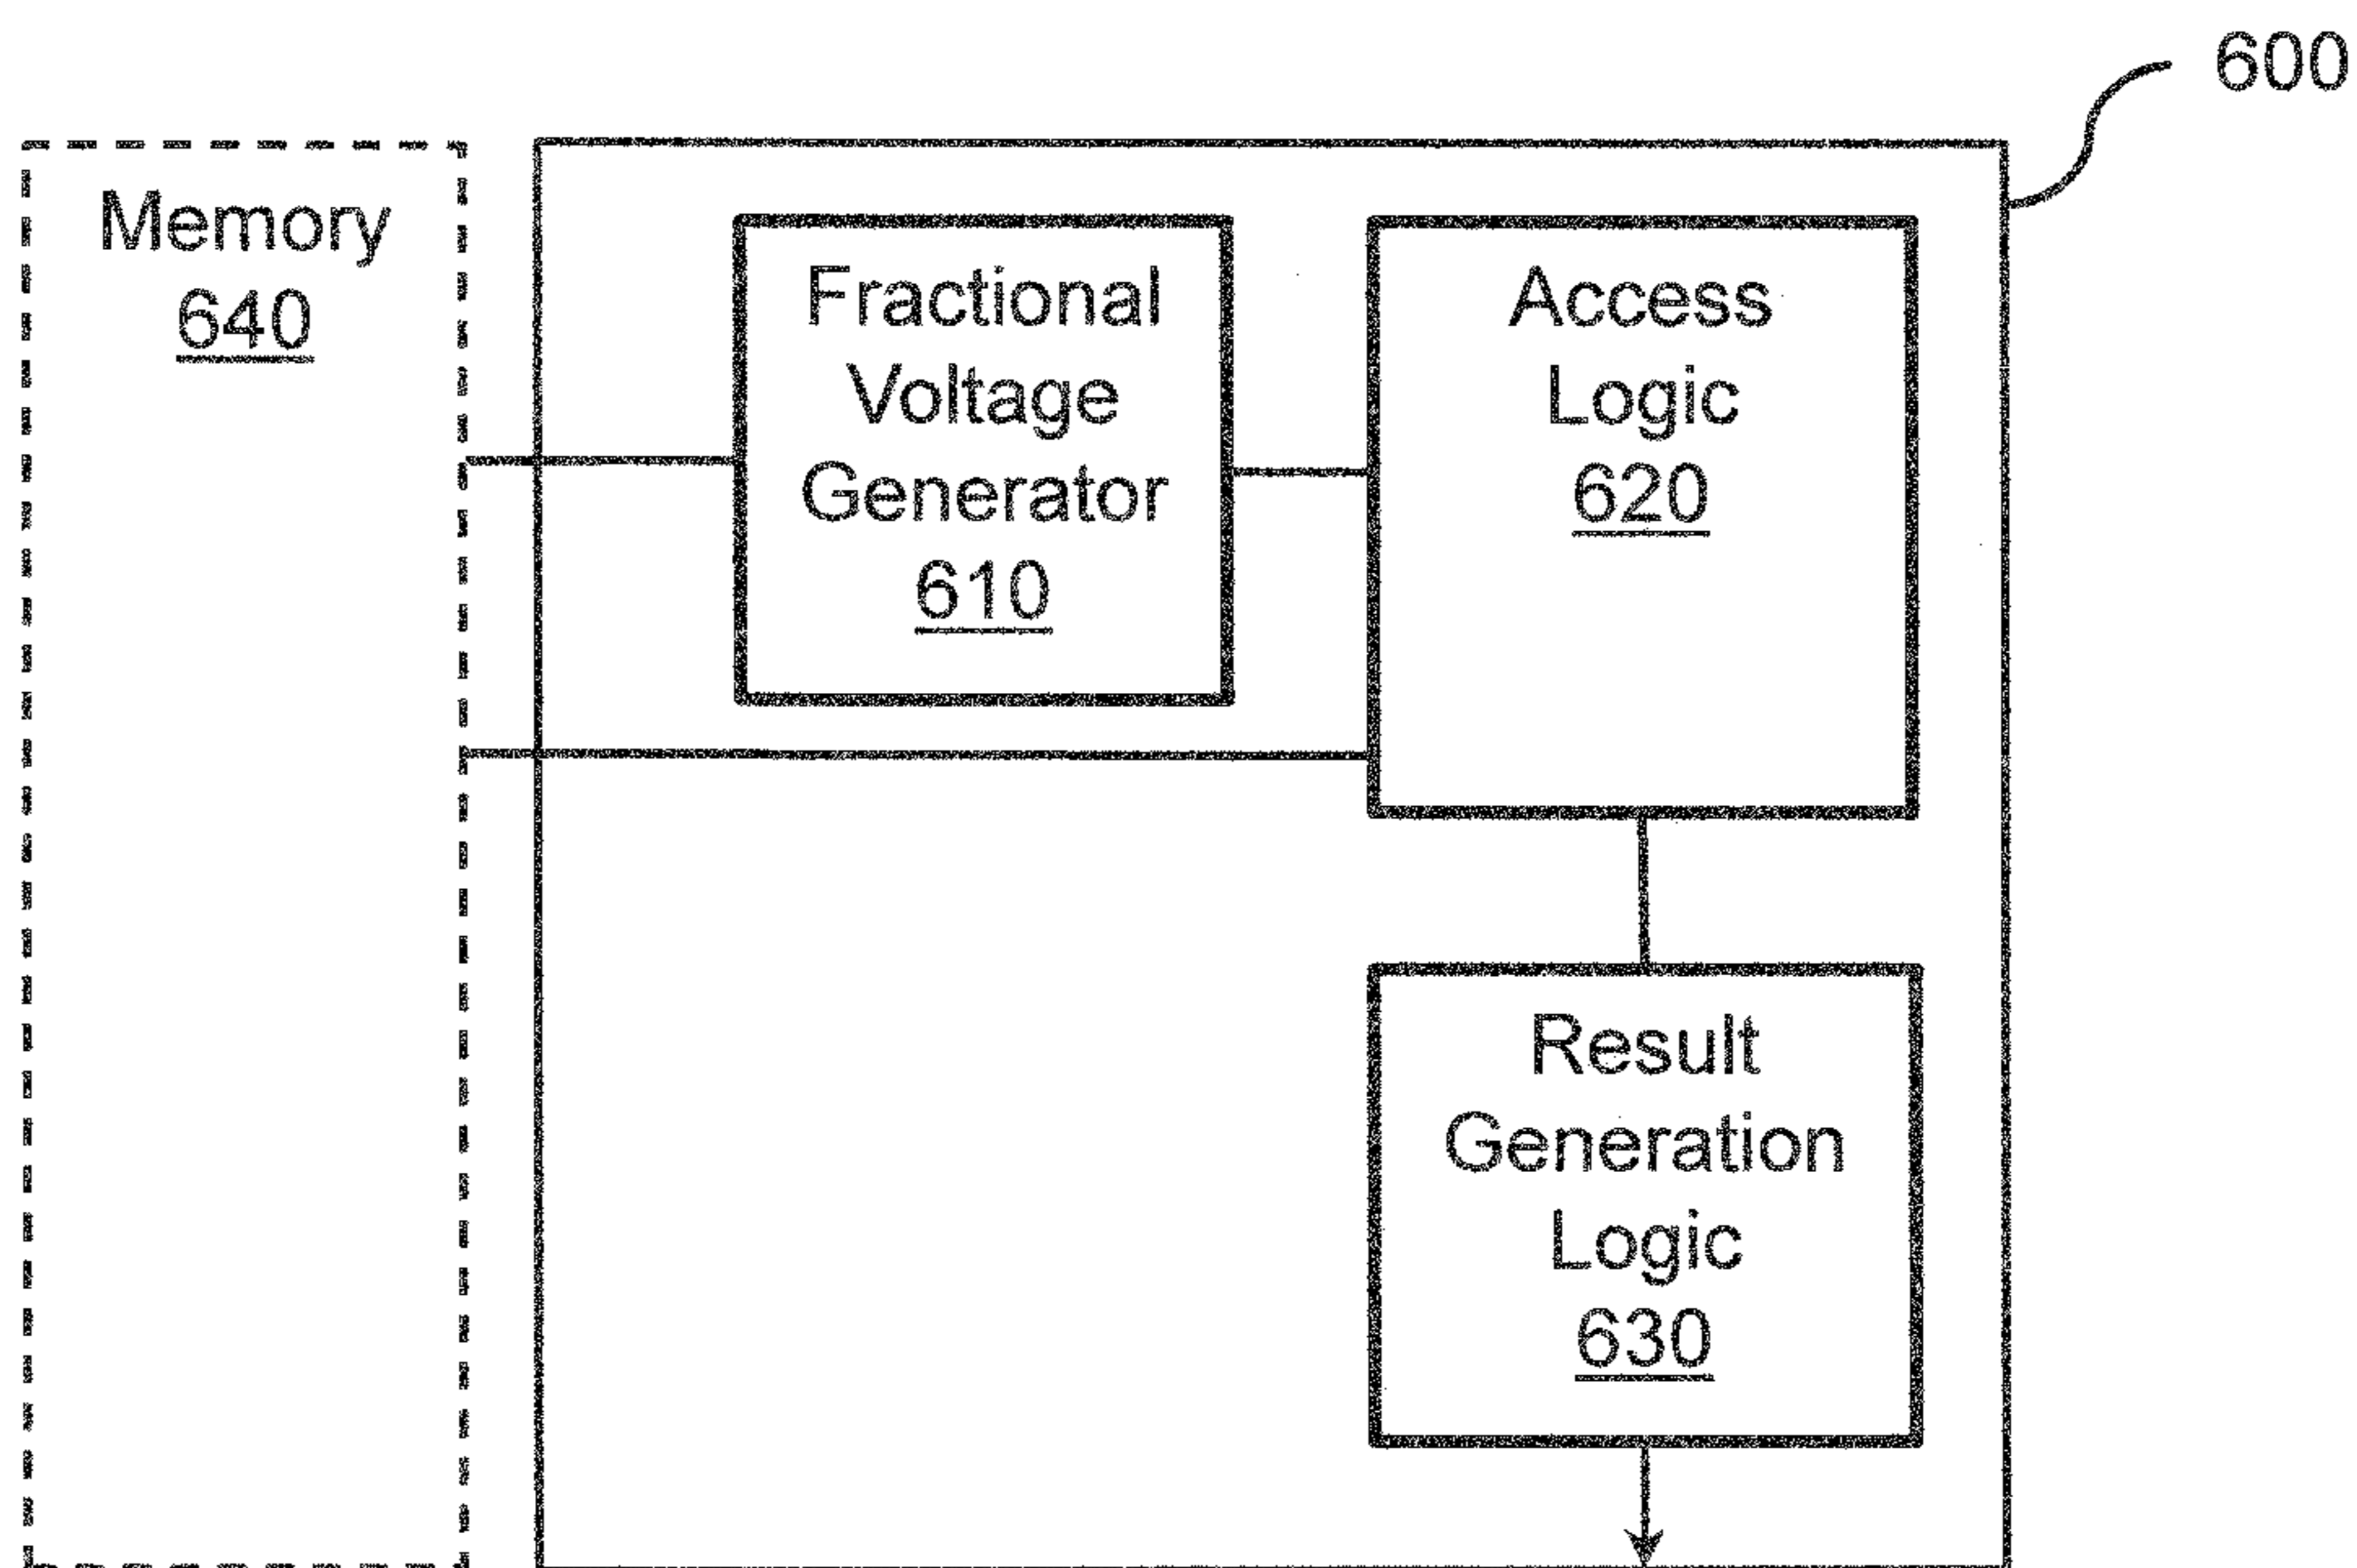 600
Memory
640
Fractional
Voltage
Generator
610
Access
Logic
620
Result
Generation
Logic
630